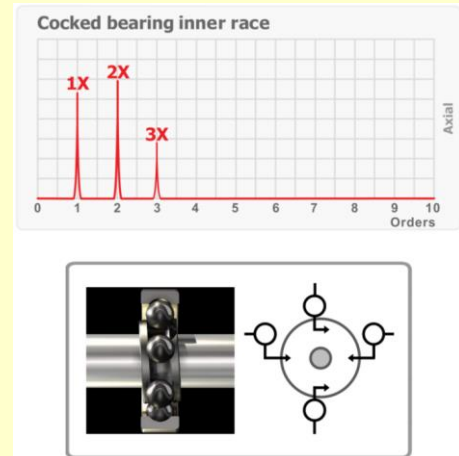 Cocked bearing inner race
1X
2X
3X
Axial
0 1 2 3 4 5 6 7 8 9 10
Orders